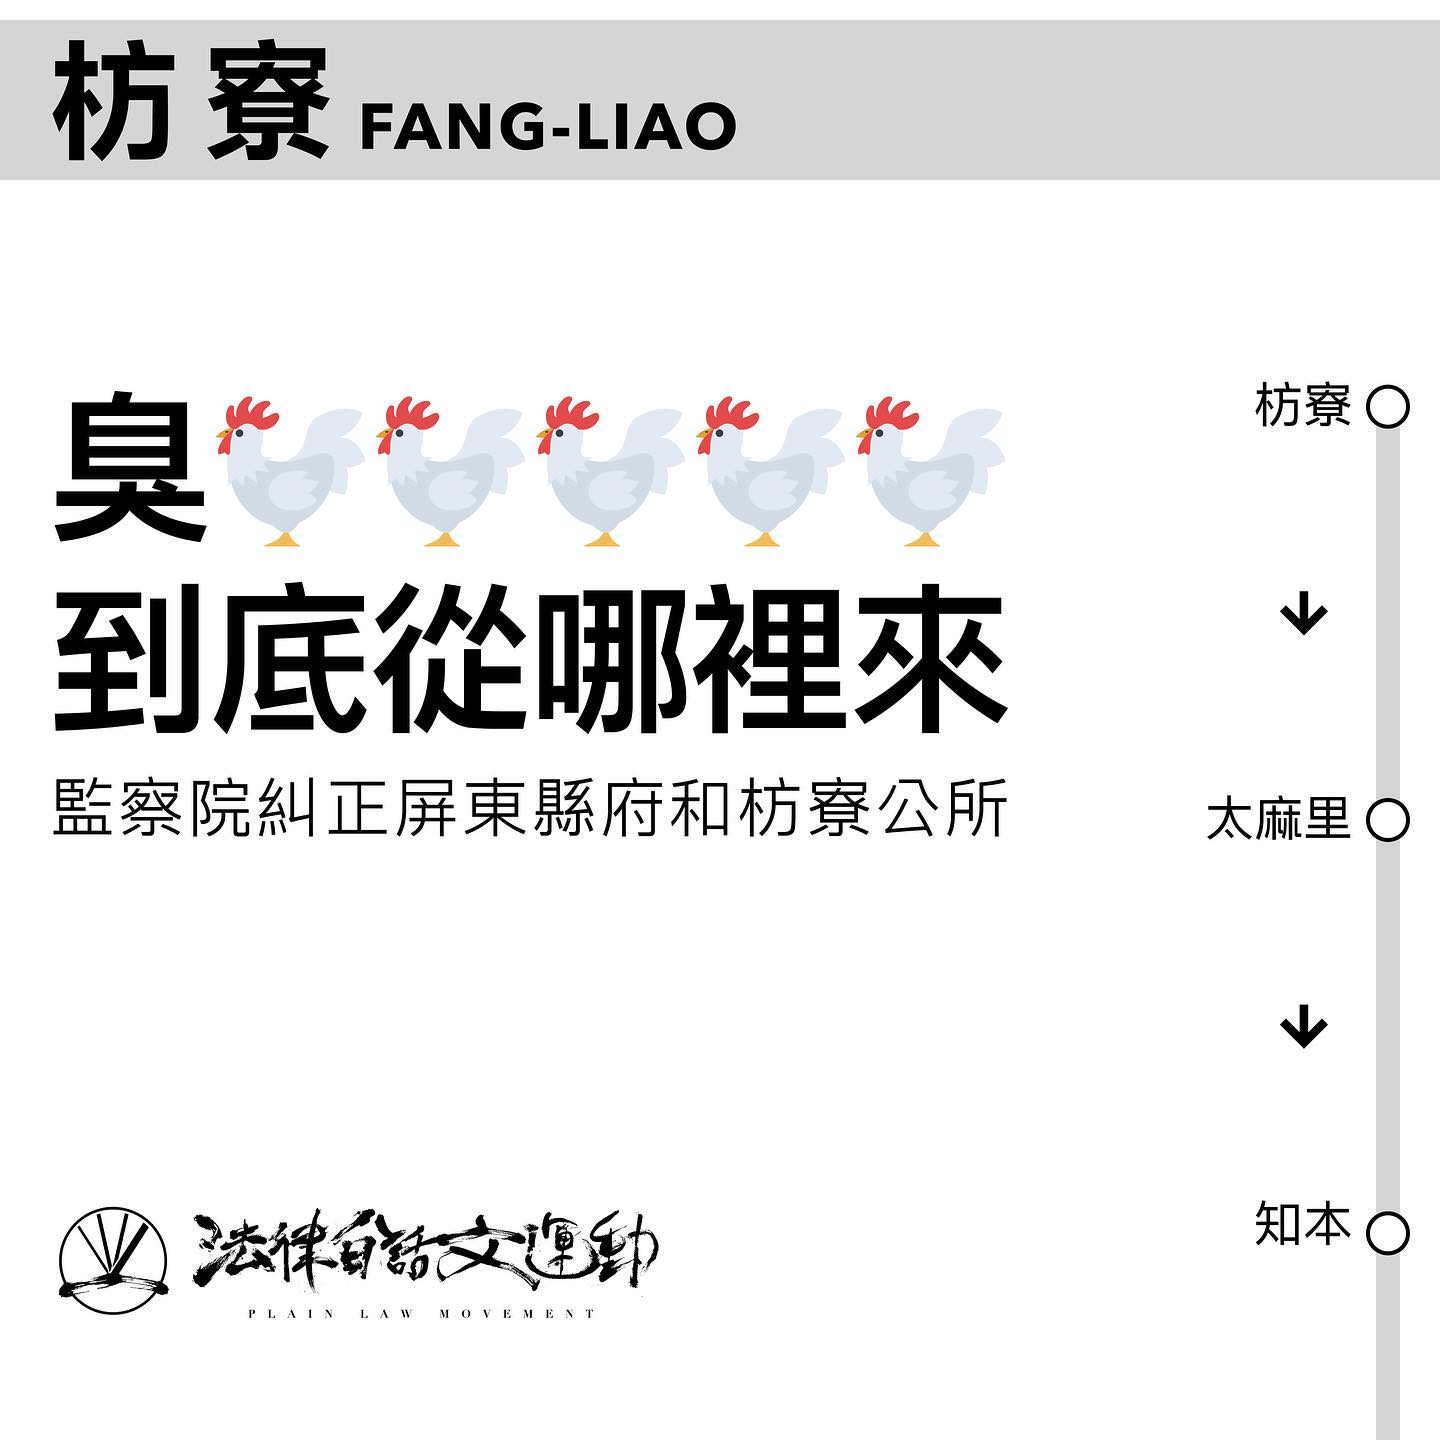 枋寮 FANG-LIAO
臭🐓🐓🐓🐓🐓
到底從哪裡來
監察院糾正屏東縣府和枋寮公所
枋寮
↓
太麻里
↓
知本
法律白話文運動
PLAIN LAW MOVEMENT